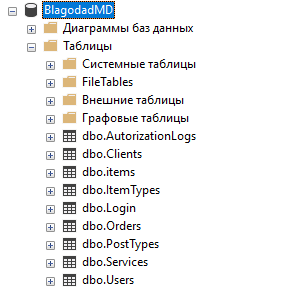 BlagodadMD
Диаграммы баз данных
Таблицы
Системные таблицы
FileTables
Внешние таблицы
Графовые таблицы
dbo.AutorizationLogs
dbo.Clients
dbo.items
dbo.ItemTypes
dbo.Login
dbo.Orders
dbo.PostTypes
dbo.Services
dbo.Users